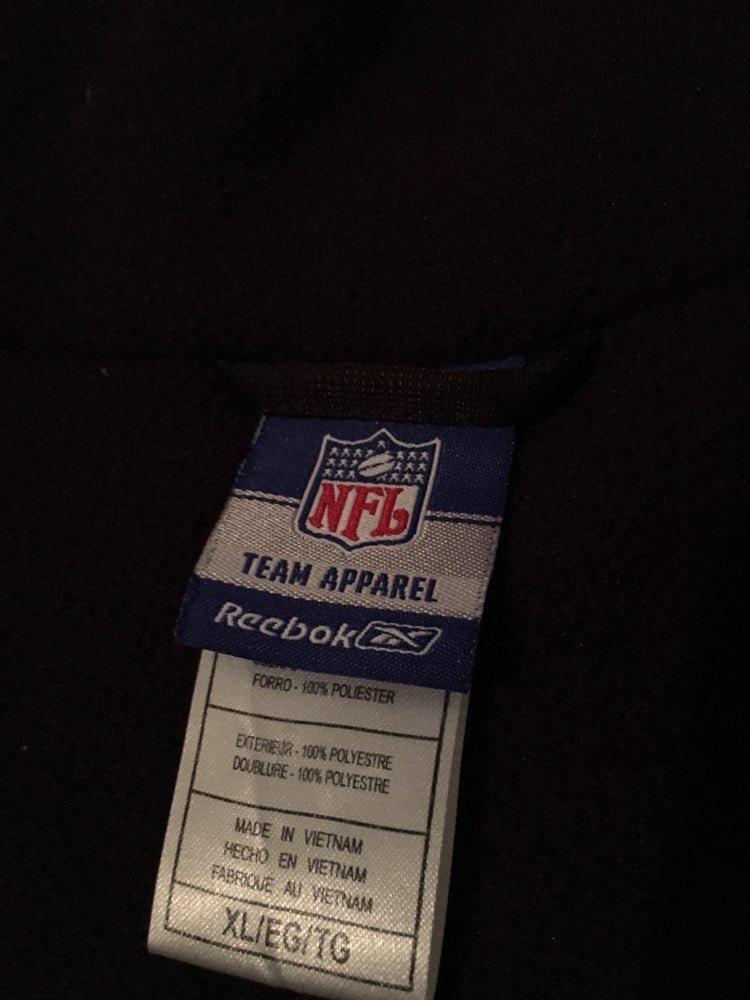 NFL
TEAM APPAREL
Reebok
FORRO - 100% POLIESTER
EXTERIEUR - 100% POLYESTRE
DOUBLURE - 100% POLYESTRE
MADE IN VIETNAM
HECHO EN VIETNAM
FABRIQUE AU VIETNAM
XL/EG/TG